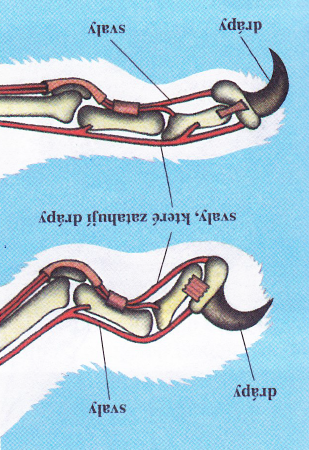 drápy
svaly
svaly, které zatahují drápy
drápy
svaly